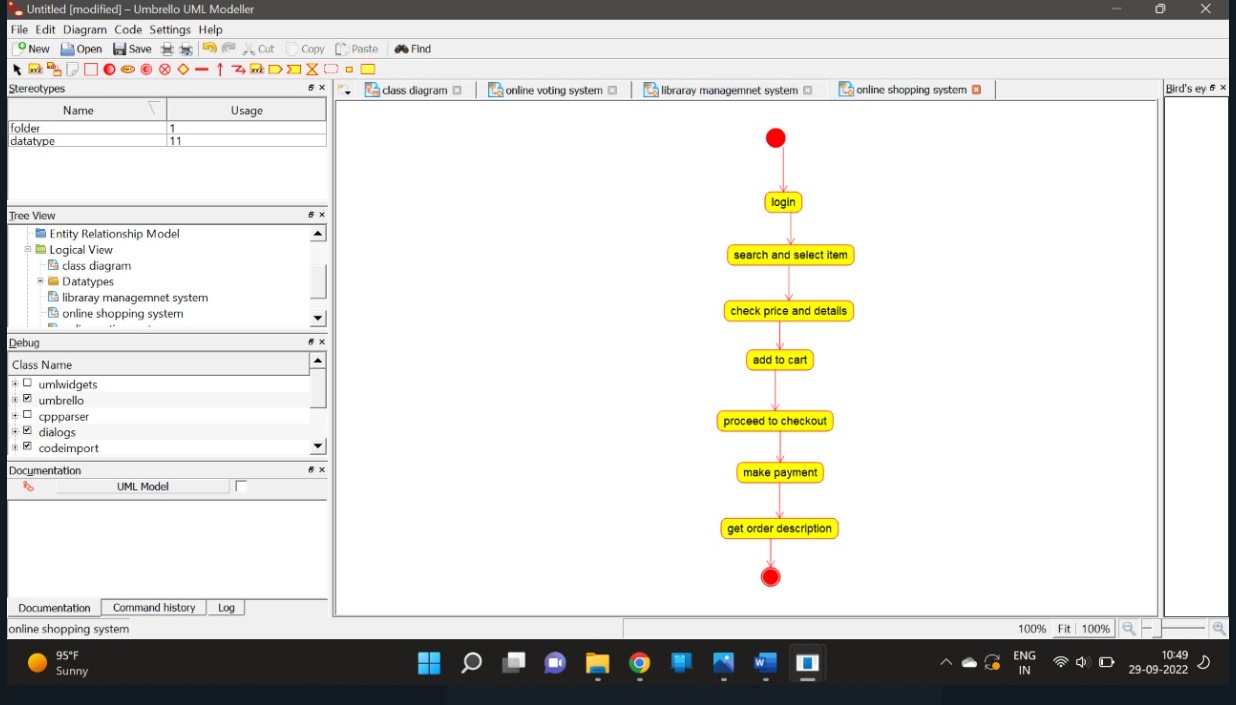 Untitled [modified] – Umbrello UML Modeller
File Edit Diagram Code Settings Help
New Open Save Cut Copy Paste Find
Stereotypes
Name Usage
folder 1
datatype 11
Tree View
Entity Relationship Model
Logical View
class diagram
Datatypes
libraray managemnet system
online shopping system
Debug
Class Name
umlwidgets
umbrello
cppparser
dialogs
codeimport
Documentation
UML Model
Documentation Command history Log
online shopping system
class diagram online voting system libraray managemnet system online shopping system
Bird's ey
login
search and select item
check price and details
add to cart
proceed to checkout
make payment
get order description
100% Fit 100%
95°F
Sunny
ENG
IN
10:49
29-09-2022